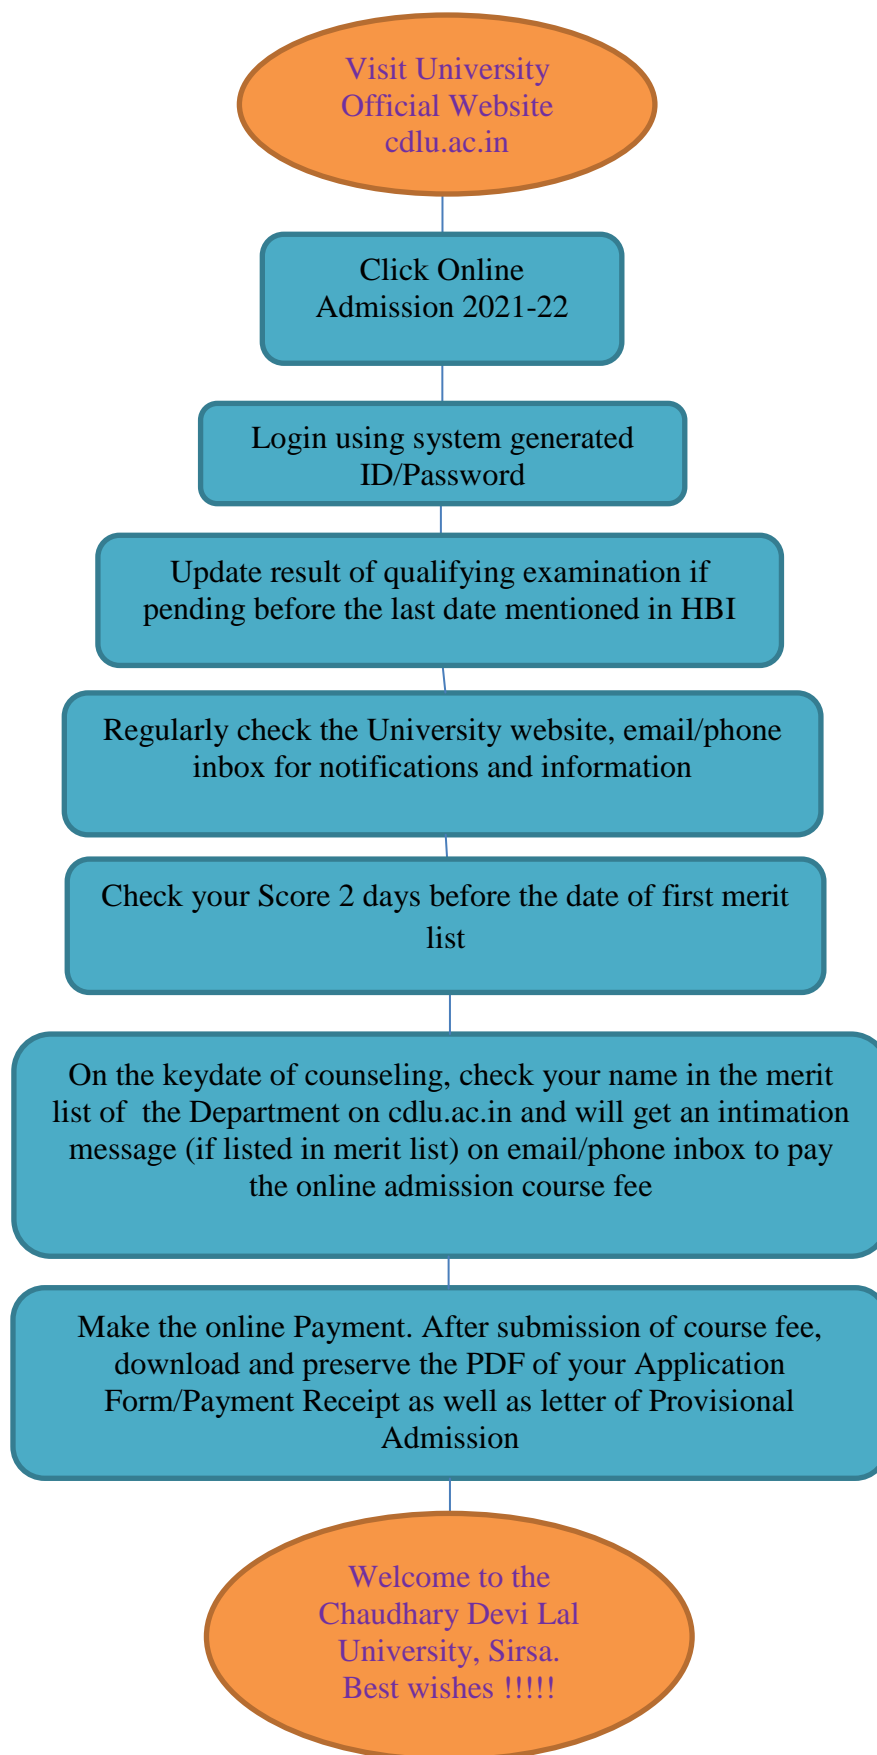 Visit University
Official Website
cdlu.ac.in
Click Online
Admission 2021-22
Login using system generated
ID/Password
Update result of qualifying examination if
pending before the last date mentioned in HBI
Regularly check the University website, email/phone
inbox for notifications and information
Check your Score 2 days before the date of first merit
list
On the keydate of counseling, check your name in the merit
list of  the Department on cdlu.ac.in and will get an intimation
message (if listed in merit list) on email/phone inbox to pay
the online admission course fee
Make the online Payment. After submission of course fee,
download and preserve the PDF of your Application
Form/Payment Receipt as well as letter of Provisional
Admission
Welcome to the
Chaudhary Devi Lal
University, Sirsa.
Best wishes !!!!!